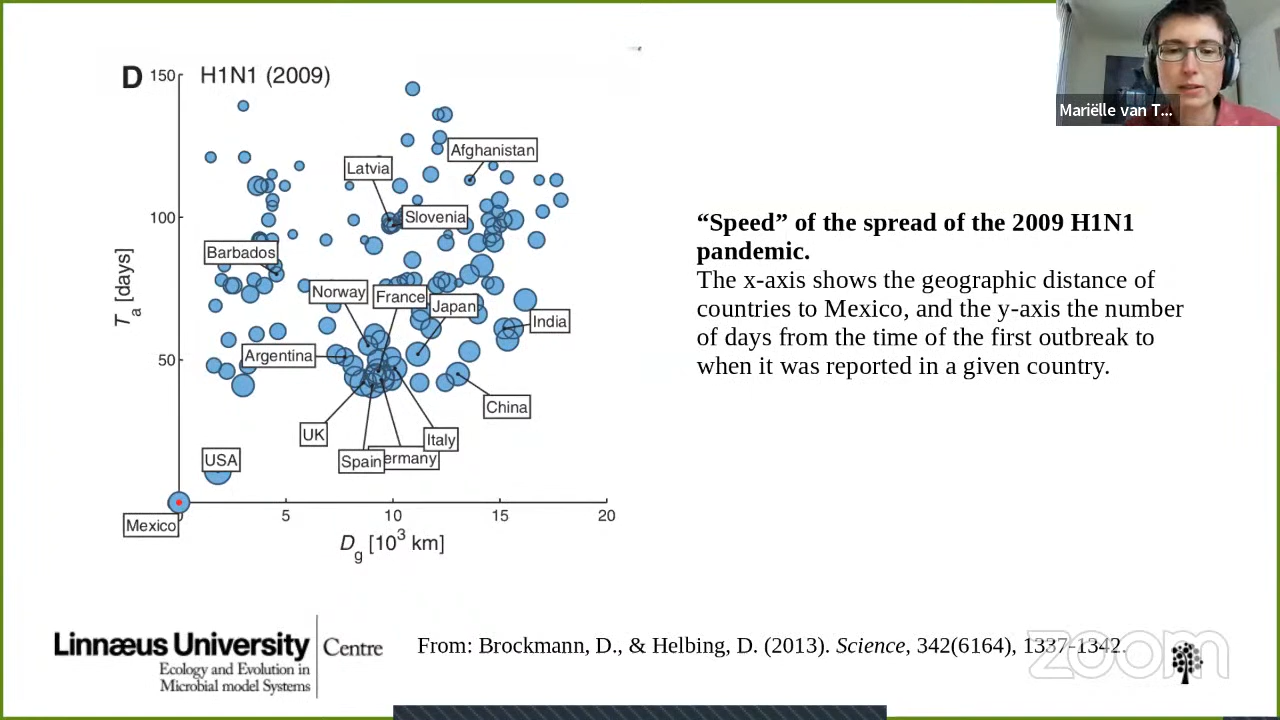 Mariëlle van T...
D
H1N1 (2009)
150
100
50
Ta [days]
Latvia
Afghanistan
Slovenia
Barbados
Norway
France
Japan
India
Argentina
China
UK
Italy
Spain
ermany
USA
Mexico
5
10
15
20
Dg [10³ km]
“Speed” of the spread of the 2009 H1N1
pandemic.
The x-axis shows the geographic distance of
countries to Mexico, and the y-axis the number
of days from the time of the first outbreak to
when it was reported in a given country.
Linnæus University Centre
Ecology and Evolution in
Microbial model Systems
From: Brockmann, D., & Helbing, D. (2013). Science, 342(6164), 1337-1342.
zoom